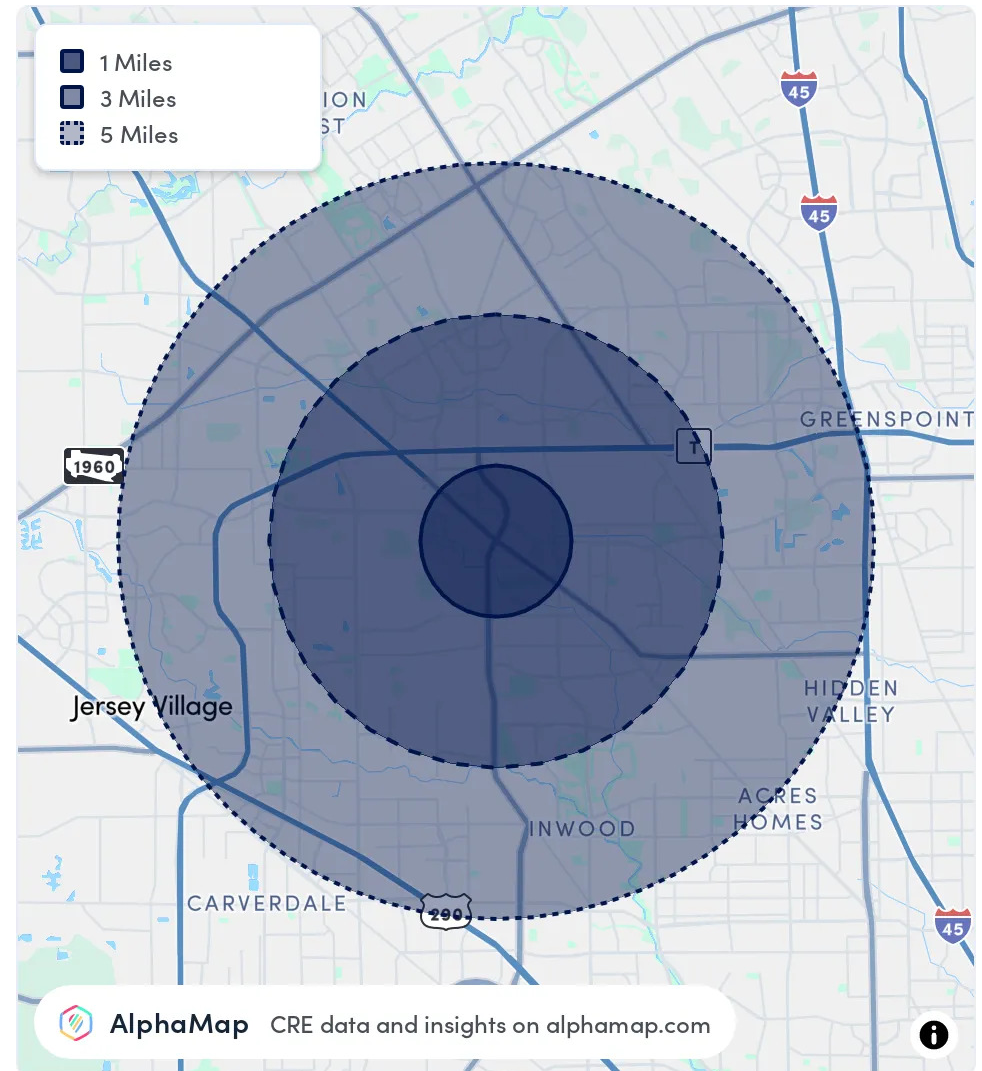 1 Miles
3 Miles
5 Miles
ION
ST
45
45
GREENSPOINT
T
1960
Jersey Village
HIDDEN
VALLEY
ACRES
HOMES
INWOOD
CARVERDALE
290
45
AlphaMap CRE data and insights on alphamap.com